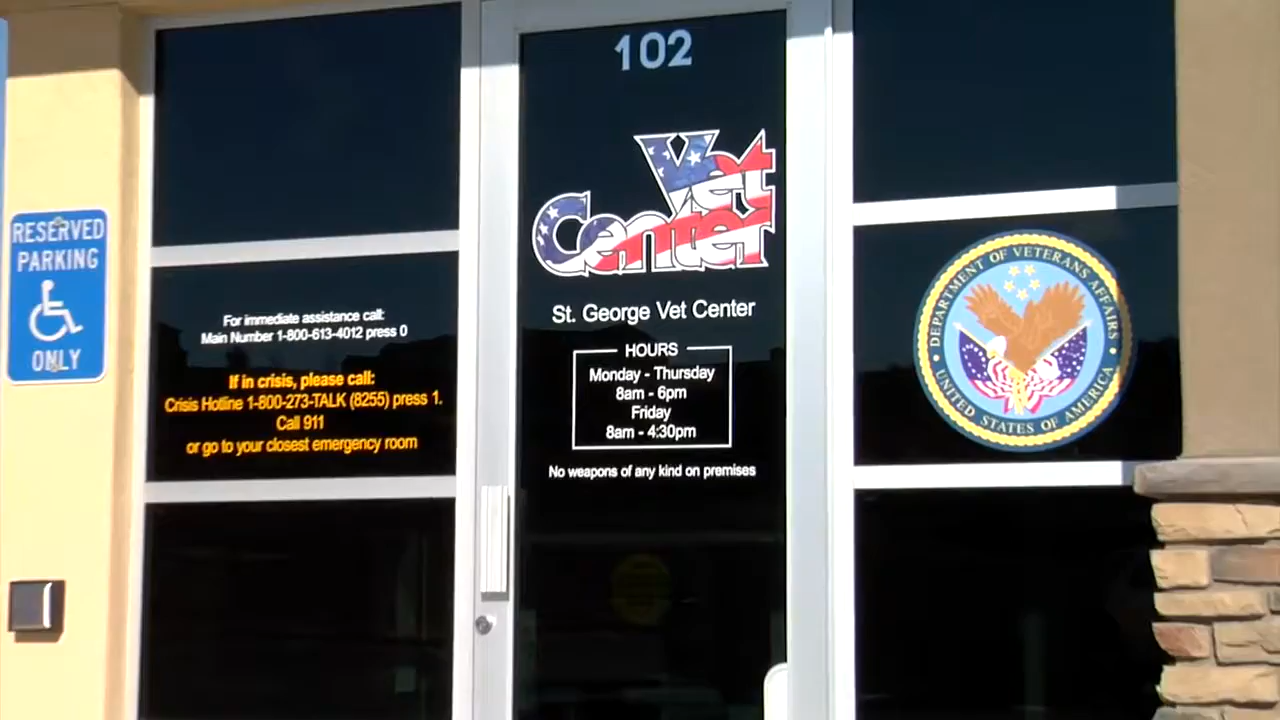 RESERVED
PARKING
ONLY
For immediate assistance call:
Main Number 1-800-613-4012 press 0
If in crisis, please call:
Crisis Hotline 1-800-273-TALK (8255) press 1.
Call 911
or go to your closest emergency room
102
Vet
Center
St. George Vet Center
HOURS
Monday - Thursday
8am - 6pm
Friday
8am - 4:30pm
No weapons of any kind on premises
DEPARTMENT OF VETERANS AFFAIRS
UNITED STATES OF AMERICA